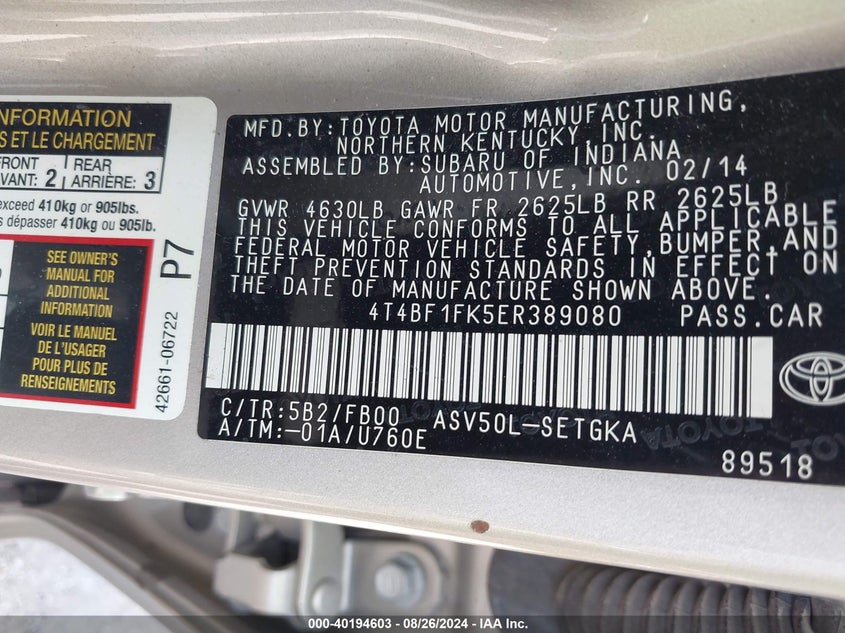 INFORMATION
S ET LE CHARGEMENT
FRONT
AVANT: 2
REAR
ARRIÈRE: 3
exceed 410kg or 905lbs.
s dépasser 410kg ou 905lb.
SEE OWNER'S
MANUAL FOR
ADDITIONAL
INFORMATION
VOIR LE MANUEL
DE L'USAGER
POUR PLUS DE
RENSEIGNEMENTS
P7
42661-06722
MFD.BY:TOYOTA MOTOR MANUFACTURING,
NORTHERN KENTUCKY,INC.
ASSEMBLED BY:SUBARU OF INDIANA
AUTOMOTIVE,INC. 02/14
GVWR 4630LB GAWR FR 2625LB RR 2625LB
THIS VEHICLE CONFORMS TO ALL APPLICABLE
FEDERAL MOTOR VEHICLE SAFETY,BUMPER,AND
THEFT PREVENTION STANDARDS IN EFFECT ON
THE DATE OF MANUFACTURE SHOWN ABOVE.
4T4BF1FK5ER389080 PASS.CAR
C/TR:5B2/FB00 ASV50L-SETGKA
A/TM:-01A/U760E
89518
000-40194603 - 08/26/2024 - IAA Inc.